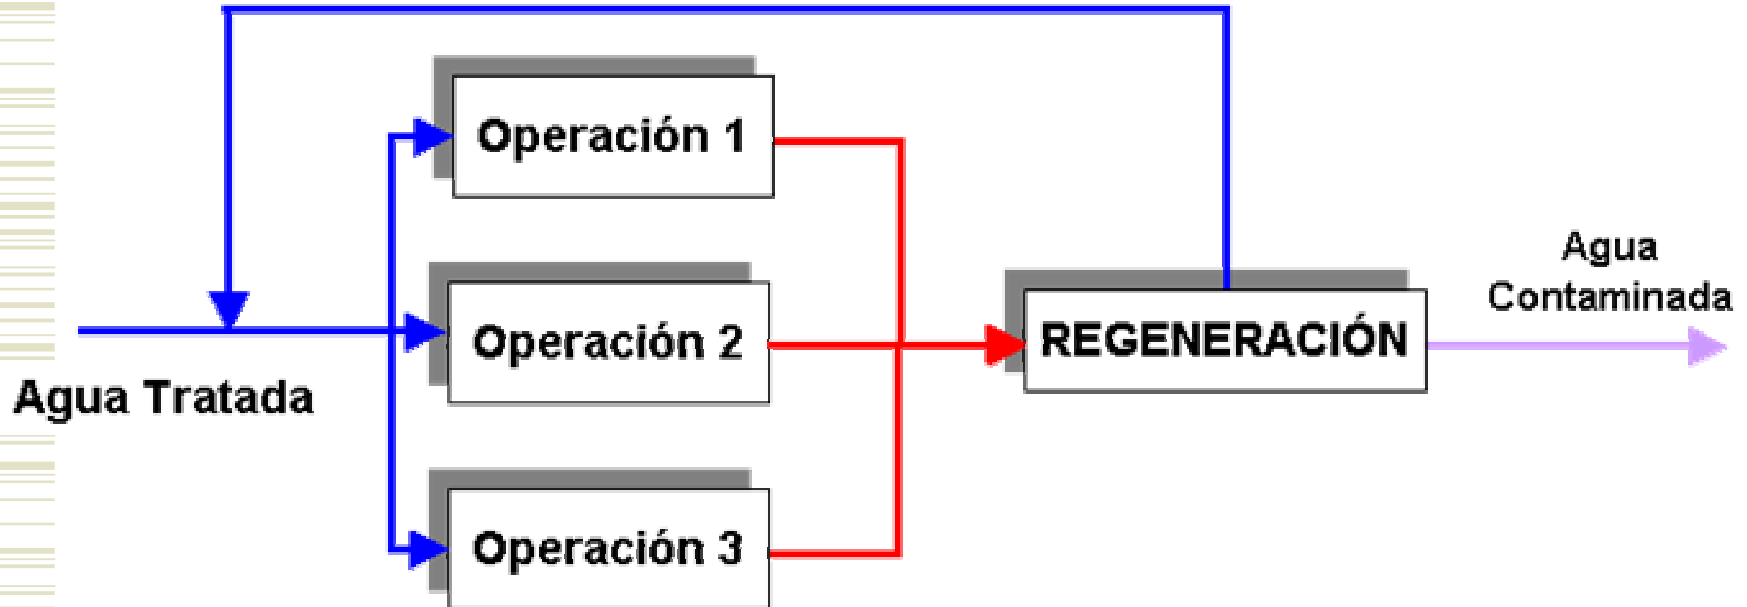 Operación 1
Operación 2
Operación 3
REGENERACIÓN
Agua
Contaminada
Agua Tratada